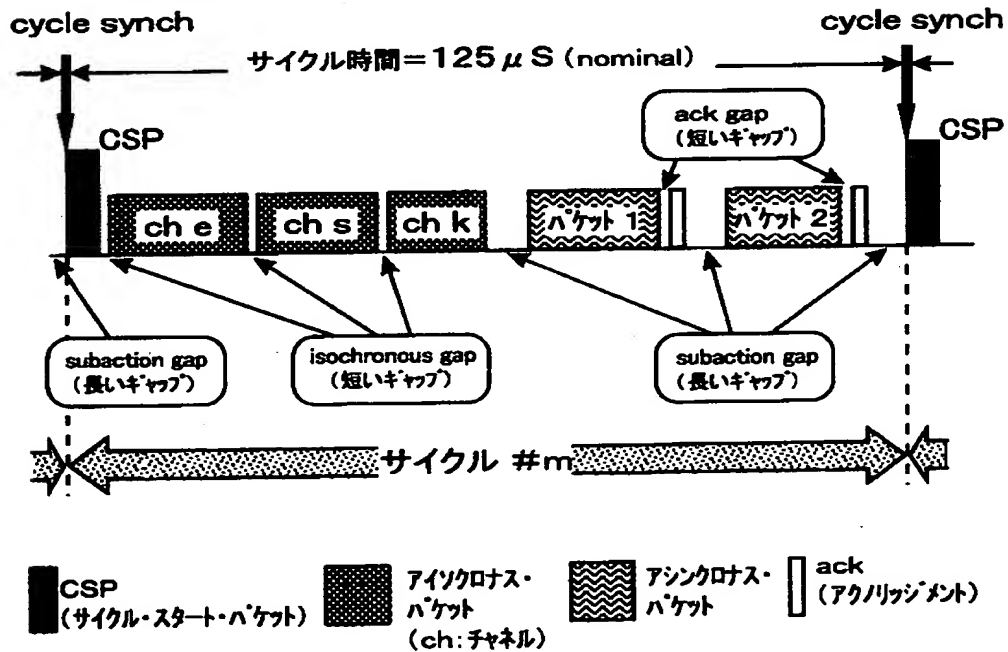 cycle synch
cycle synch
サイクル時間＝125μS (nominal)
CSP
CSP
ack gap
(短いギャップ)
ch e
ch s
ch k
パケット 1
パケット 2
subaction gap
(長いギャップ)
isochronous gap
(短いギャップ)
subaction gap
(長いギャップ)
サイクル #m
CSP
(サイクル・スタート・パケット)
アイソクロナス・
パケット
(ch:チャネル)
アシンクロナス・
パケット
ack
(アクノリッジメント)